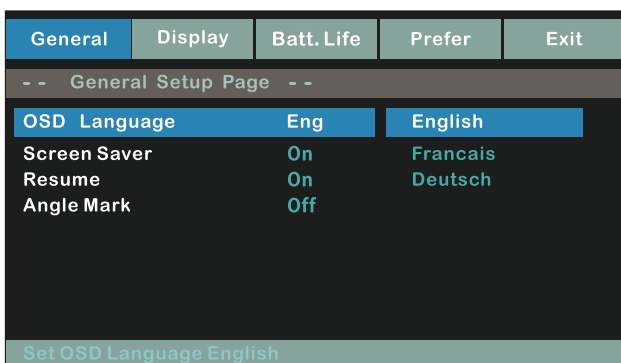 General Display Batt. Life Prefer Exit
-- General Setup Page --
OSD Language Eng English
Screen Saver On Francais
Resume On Deutsch
Angle Mark Off
Set OSD Language English